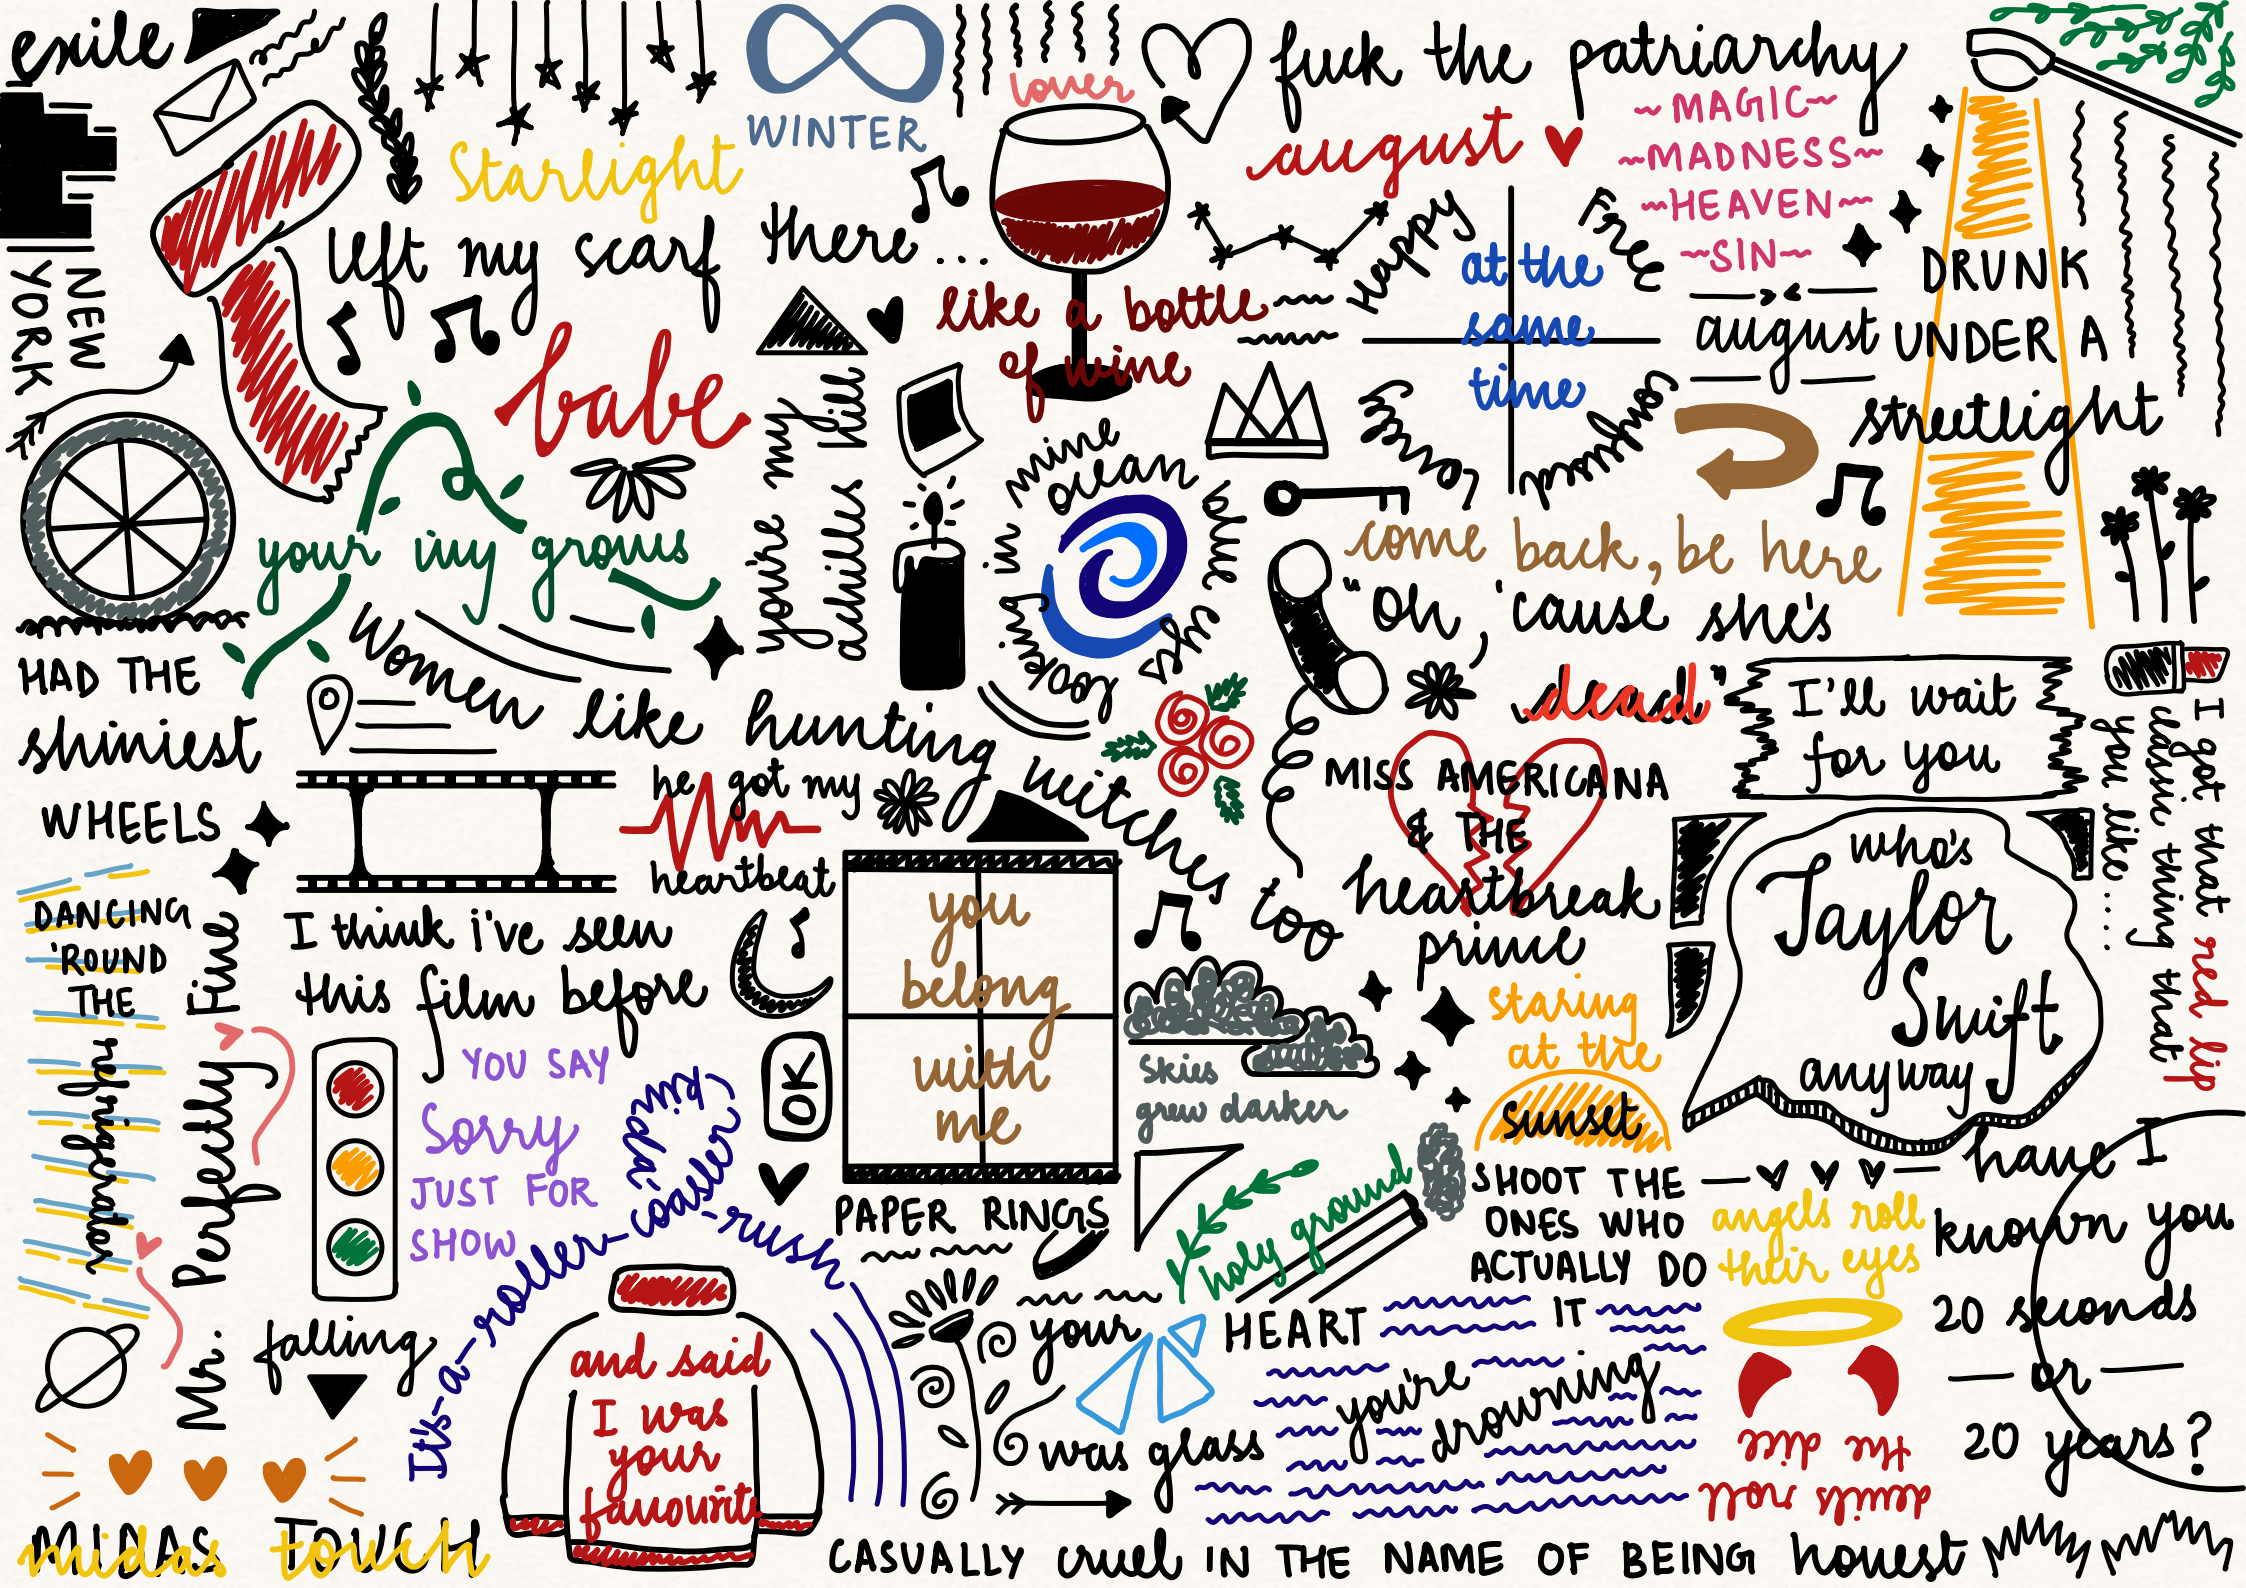 exile
lover
fuck the patriarchy
WINTER
~ MAGIC ~
~MADNESS~
~HEAVEN~
~SIN~
Starlight
august
left my scarf there...
Happy
Free
at the
same
time
Confused
Lonely
NEW
YORK
like a bottle
of wine
DRUNK
august UNDER A
streetlight
babe
you're my
achilles hill
mine
ocean
blue
eyes
looking
in
come back, be here
your ivy grows
"Oh, 'cause she's
dead"
HAD THE
shiniest
WHEELS
Women like hunting witches too
I'll wait
for you
I got that red lip
classic thing that
you like....
he got my
heartbeat
MISS AMERICANA
& THE
heartbreak
prince
who's
Taylor
Swift
anyway
DANCING
'ROUND
THE
refrigerator
Mr. Perfectly Fine
I think i've seen
this film before
you
belong
with
me
staring
at the
sunset
skies
grew darker
YOU SAY
Sorry
JUST FOR
SHOW
OK
It's-a-roller-coaster
kinda
-rush
PAPER RINGS
holy ground
SHOOT THE
ONES WHO
ACTUALLY DO
angels roll
their eyes
have I
known you
20 seconds
or
20 years?
falling
and said
I was
your
favourite
your HEART
was glass
IT
you're
drowning
devils roll
the dice
MIDAS TOUCH
midas touch
CASUALLY cruel IN THE NAME OF BEING honest